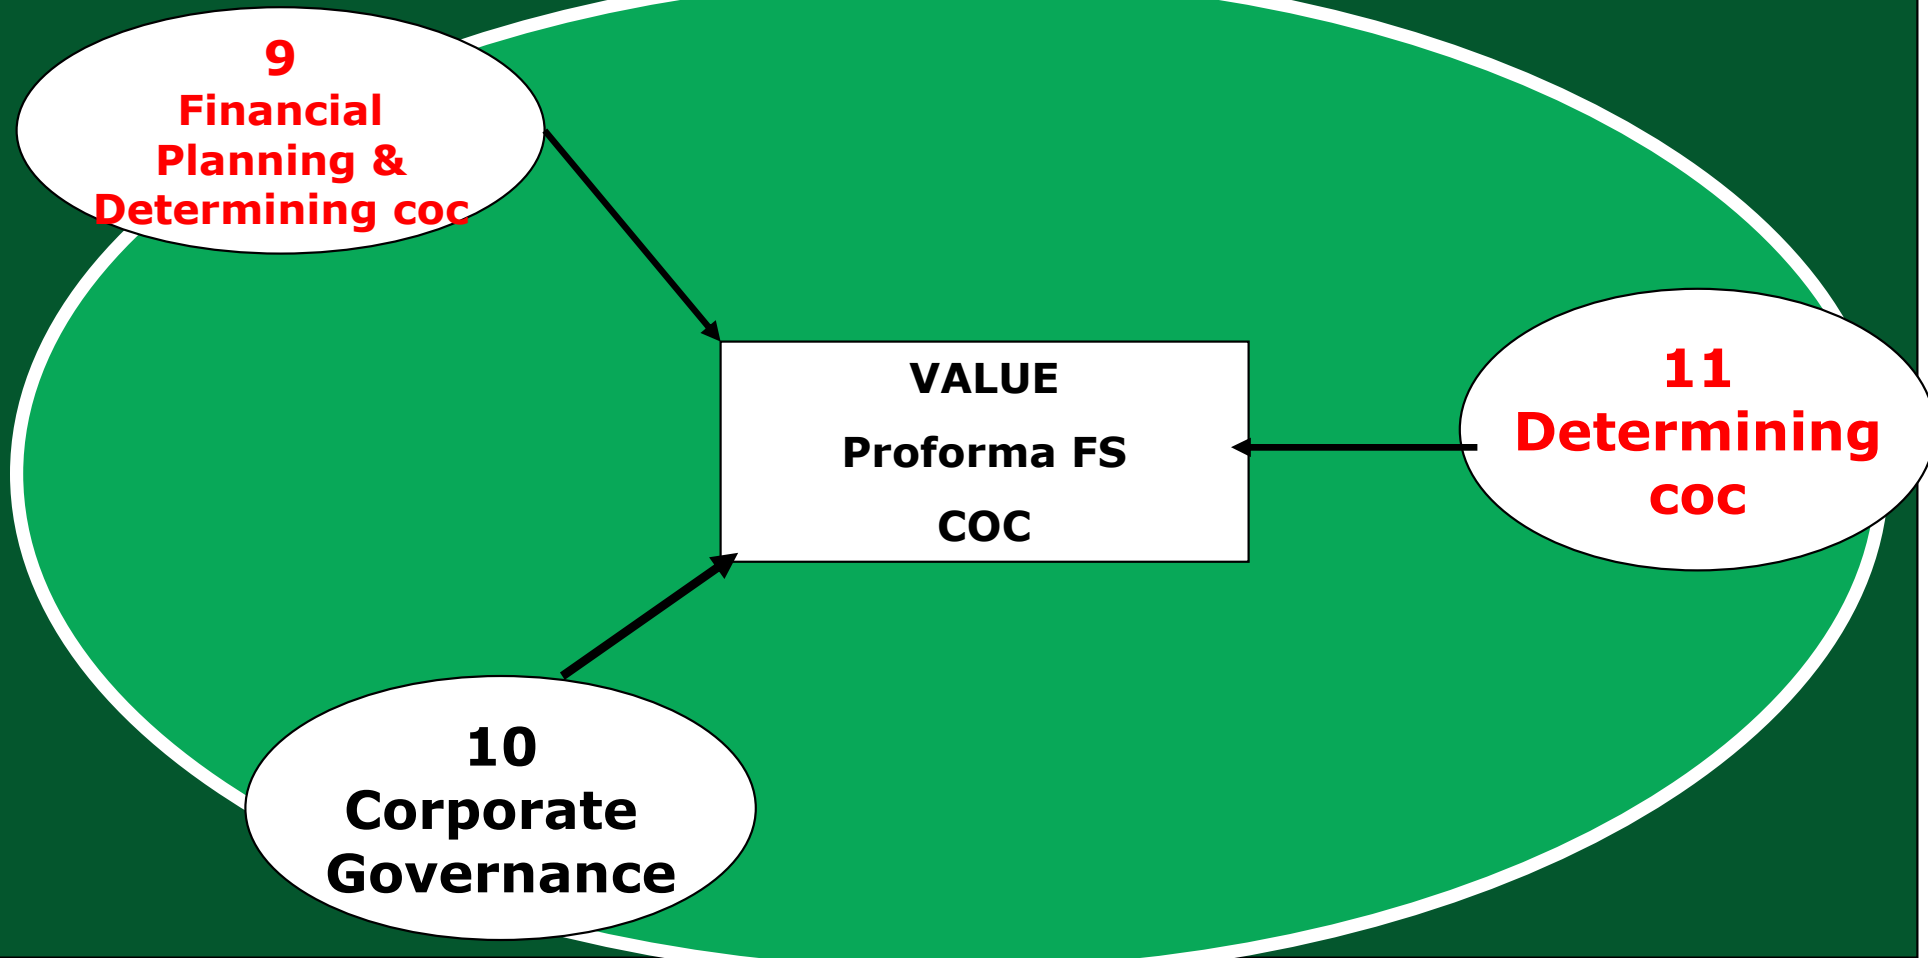 9
Financial
Planning &
Determining coc
VALUE
Proforma FS
COC
11
Determining
coc
10
Corporate
Governance